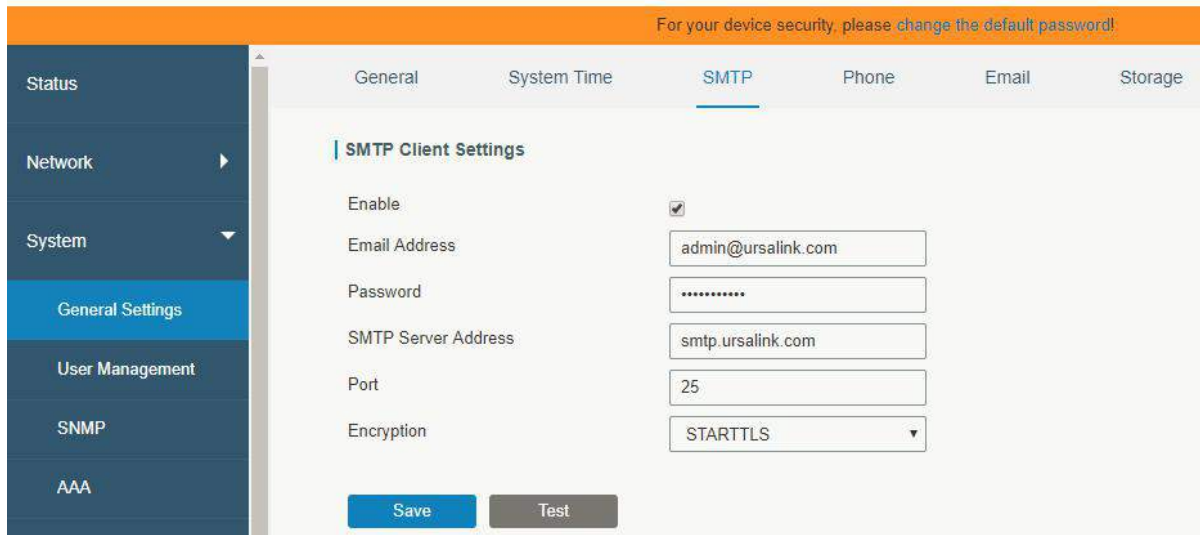 For your device security, please change the default password!
Status
Network
System
General Settings
User Management
SNMP
AAA
General System Time SMTP Phone Email Storage
SMTP Client Settings
Enable
Email Address admin@ursalink.com
Password •••••••••••
SMTP Server Address smtp.ursalink.com
Port 25
Encryption STARTTLS
Save Test